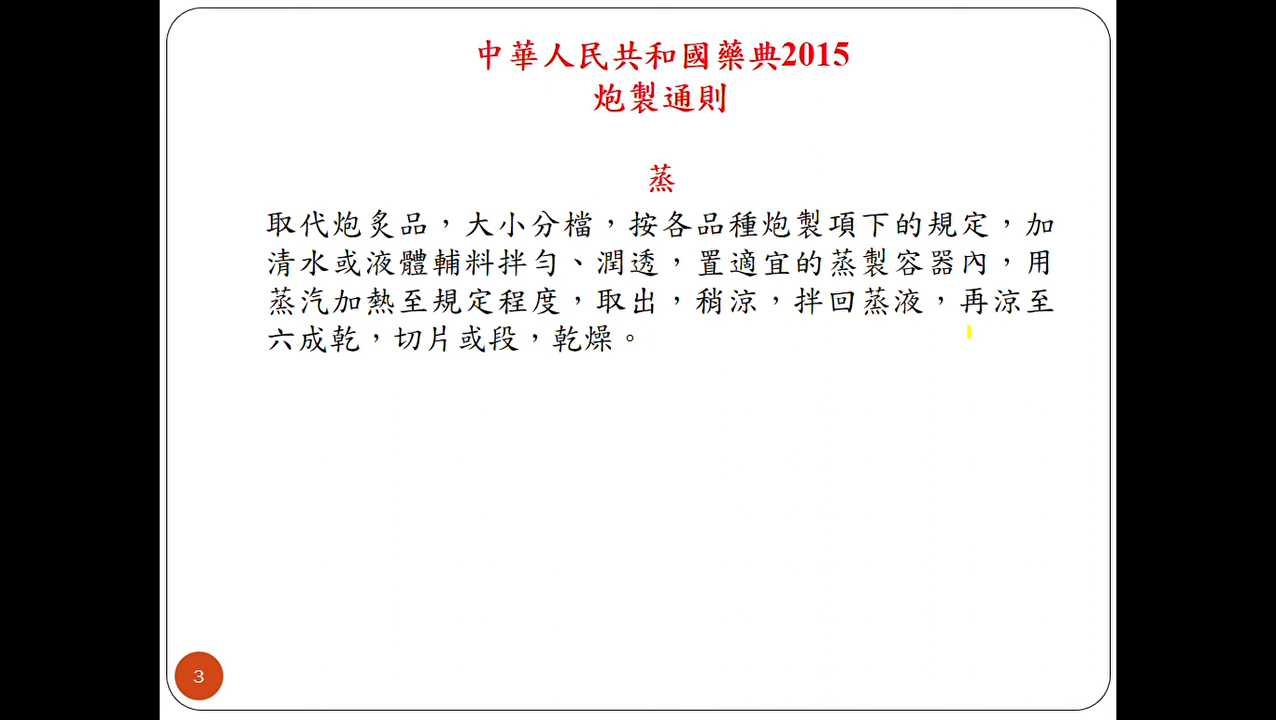 中華人民共和國藥典2015
炮製通則
蒸
取代炮炙品，大小分檔，按各品種炮製項下的規定，加
清水或液體輔料拌勻、潤透，置適宜的蒸製容器內，用
蒸汽加熱至規定程度，取出，稍涼，拌回蒸液，再涼至
六成乾，切片或段，乾燥。
3